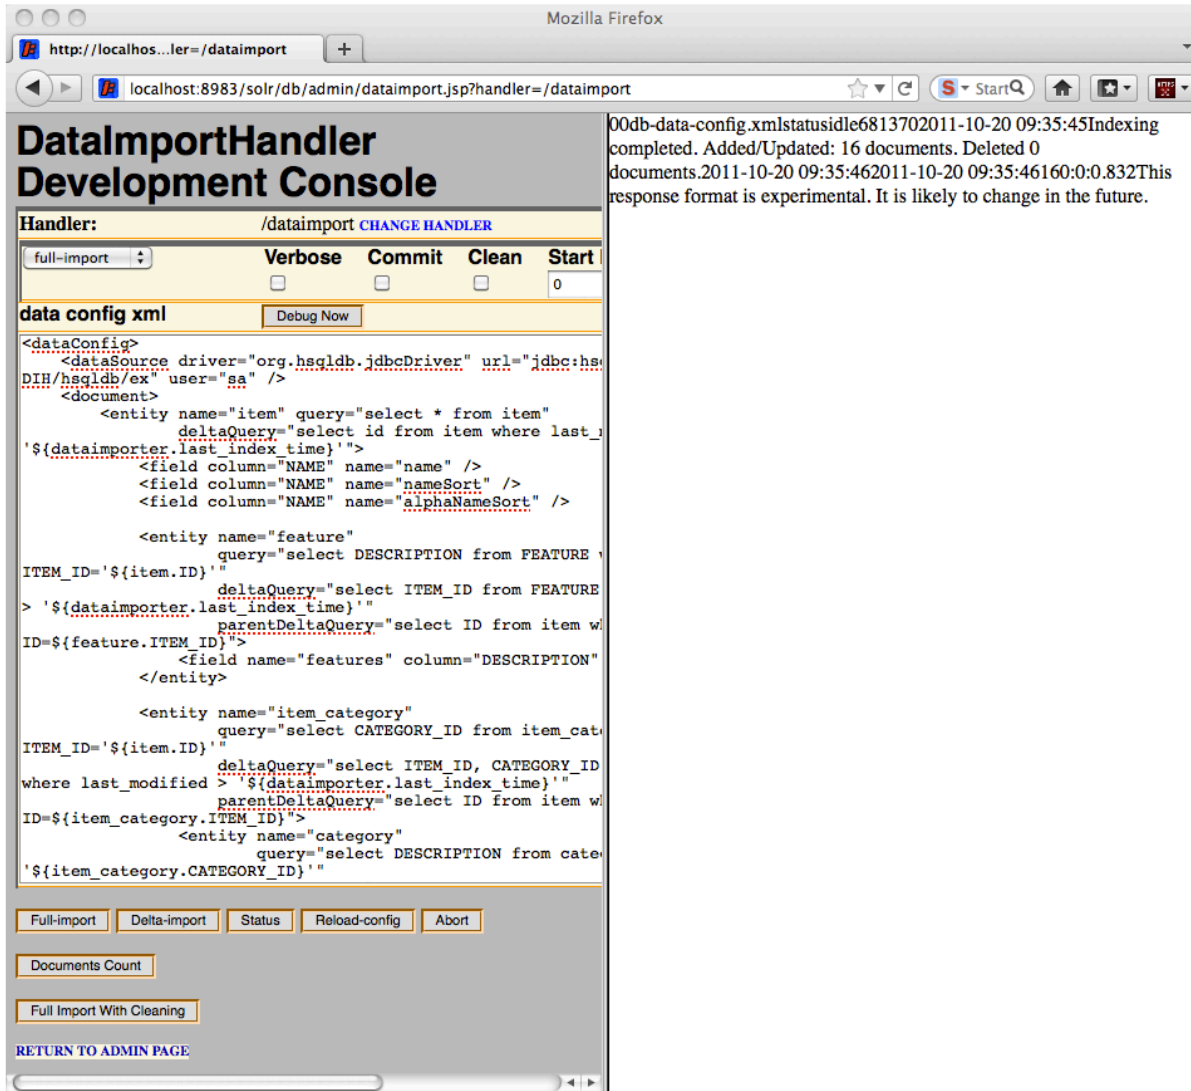 Mozilla Firefox
http://localhos...ler=/dataimport
localhost:8983/solr/db/admin/dataimport.jsp?handler=/dataimport
Start
DataImportHandler
Development Console
Handler: /dataimport CHANGE HANDLER
full-import Verbose Commit Clean Start
0
data config xml Debug Now
<dataConfig>
<dataSource driver="org.hsqldb.jdbcDriver" url="jdbc:hs
DIH/hsqldb/ex" user="sa" />
<document>
<entity name="item" query="select * from item"
deltaQuery="select id from item where last_
'${dataimporter.last_index_time}'">
<field column="NAME" name="name" />
<field column="NAME" name="nameSort" />
<field column="NAME" name="alphaNameSort" />
<entity name="feature"
query="select DESCRIPTION from FEATURE
ITEM_ID='${item.ID}'"
deltaQuery="select ITEM_ID from FEATURE
> '${dataimporter.last_index_time}'"
parentDeltaQuery="select ID from item w
ID=${feature.ITEM_ID}">
<field name="features" column="DESCRIPTION"
</entity>
<entity name="item_category"
query="select CATEGORY_ID from item_cat
ITEM_ID='${item.ID}'"
deltaQuery="select ITEM_ID, CATEGORY_ID
where last_modified > '${dataimporter.last_index_time}'"
parentDeltaQuery="select ID from item w
ID=${item_category.ITEM_ID}">
<entity name="category"
query="select DESCRIPTION from cate
'${item_category.CATEGORY_ID}'"
Full-import Delta-import Status Reload-config Abort
Documents Count
Full Import With Cleaning
RETURN TO ADMIN PAGE
00db-data-config.xmlstatusidle6813702011-10-20 09:35:45Indexing
completed. Added/Updated: 16 documents. Deleted 0
documents.2011-10-20 09:35:462011-10-20 09:35:46160:0:0.832This
response format is experimental. It is likely to change in the future.